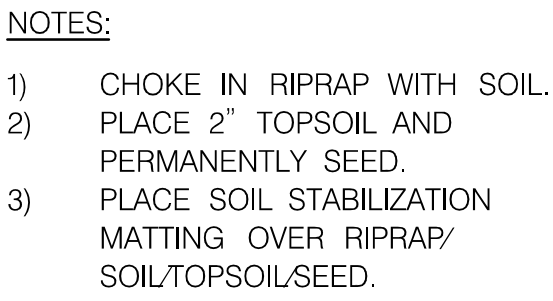 NOTES:
1) CHOKE IN RIPRAP WITH SOIL.
2) PLACE 2" TOPSOIL AND
PERMANENTLY SEED.
3) PLACE SOIL STABILIZATION
MATTING OVER RIPRAP/
SOIL/TOPSOIL/SEED.